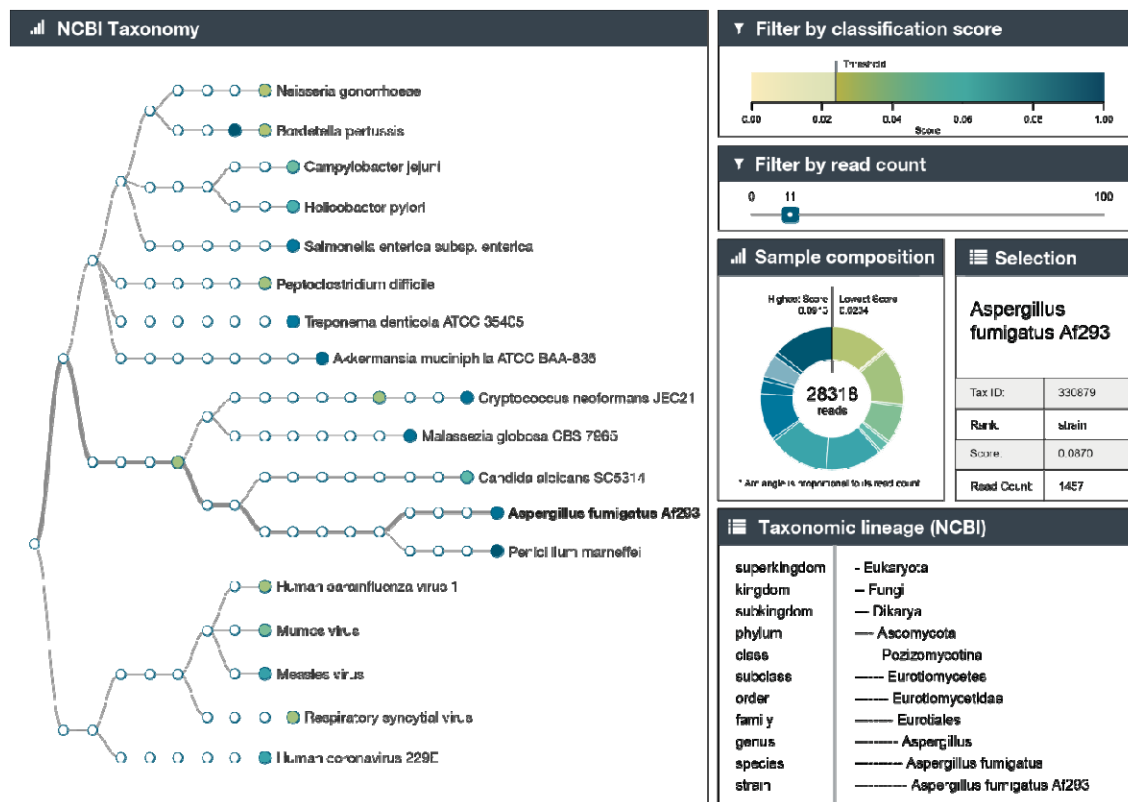 NCBI Taxonomy
Neisseria gonorrhoeae
Bordetella pertussis
Campylobacter jejuni
Helicobacter pylori
Salmonella enterica subsp. enterica
Peptoclostridium difficile
Treponema denticola ATCC 35405
Akkermansia muciniphila ATCC BAA-835
Cryptococcus neoformans JEC21
Malassezia globosa CBS 7966
Candida albicans SC5314
Aspergillus fumigatus Af293
Penicillium marneffei
Human parainfluenza virus 1
Mumps virus
Measles virus
Respiratory syncytial virus
Human coronavirus 229E
Filter by classification score
Threshold
0.00 0.02 0.04 0.06 0.08 1.00
Score
Filter by read count
0 11 100
Sample composition
Highest Score Lowest Score
0.0913 0.0234
28318
reads
* Arc angle is proportional to its read count
Selection
Aspergillus
fumigatus Af293
Tax ID: 330879
Rank: strain
Score: 0.0870
Read Count: 1457
Taxonomic lineage (NCBI)
superkingdom - Eukaryota
kingdom -- Fungi
subkingdom --- Dikarya
phylum ---- Ascomycota
class Pezizomycotina
subclass ------ Eurotiomycetes
order ------- Eurotiomycetidae
family -------- Eurotiales
genus --------- Aspergillus
species ---------- Aspergillus fumigatus
strain ----------- Aspergillus fumigatus Af293